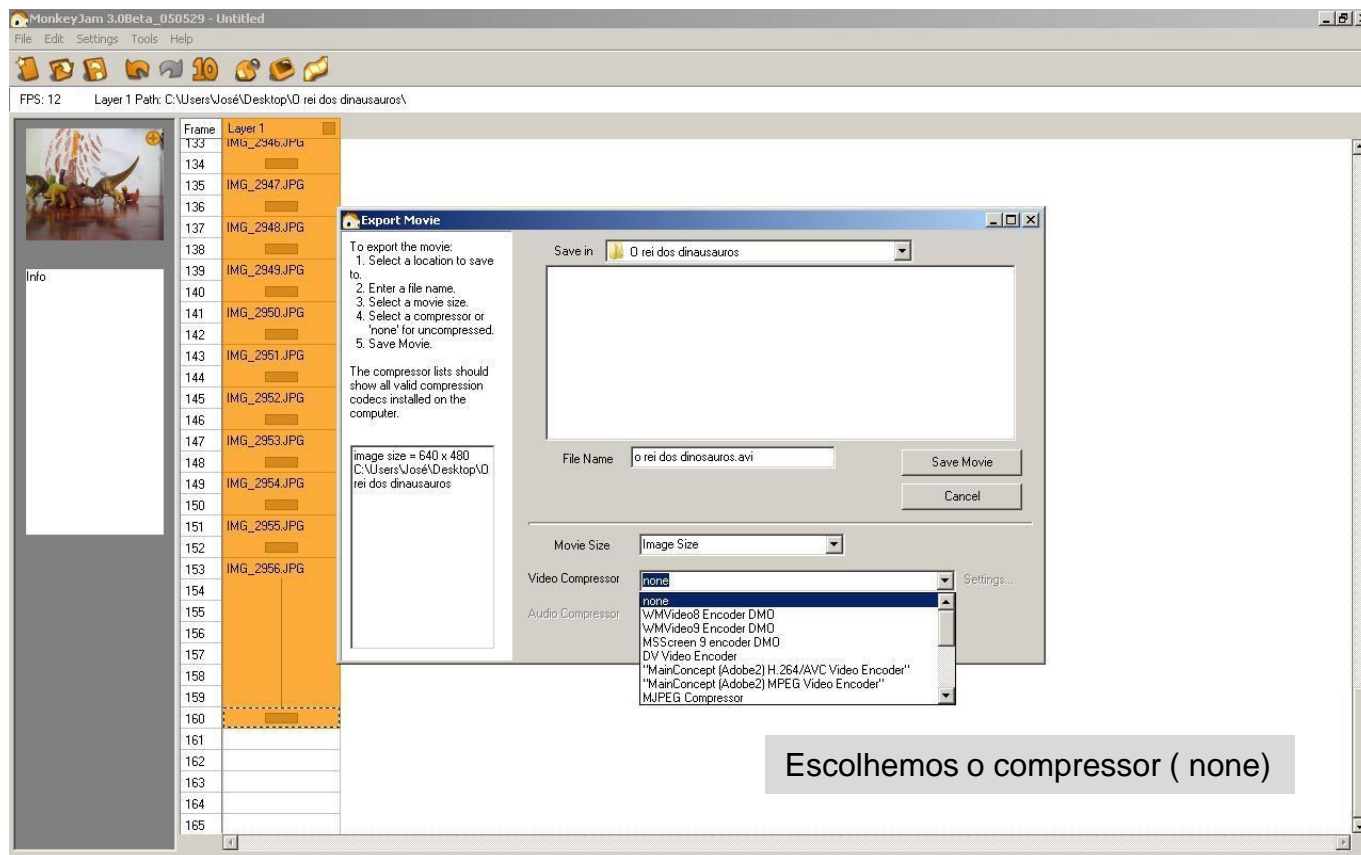 MonkeyJam 3.0Beta_050529 - Untitled
File Edit Settings Tools Help
10
FPS: 12 Layer 1 Path: C:\Users\José\Desktop\O rei dos dinausauros\
Info
Frame Layer 1
133 IMG_2946.JPG
134
135 IMG_2947.JPG
136
137 IMG_2948.JPG
138
139 IMG_2949.JPG
140
141 IMG_2950.JPG
142
143 IMG_2951.JPG
144
145 IMG_2952.JPG
146
147 IMG_2953.JPG
148
149 IMG_2954.JPG
150
151 IMG_2955.JPG
152
153 IMG_2956.JPG
154
155
156
157
158
159
160
161
162
163
164
165
Export Movie
To export the movie:
1. Select a location to save
to.
2. Enter a file name.
3. Select a movie size.
4. Select a compressor or
'none' for uncompressed.
5. Save Movie.
The compressor lists should
show all valid compression
codecs installed on the
computer.
image size = 640 x 480
C:\Users\José\Desktop\O
rei dos dinausauros
Save in O rei dos dinausauros
File Name o rei dos dinosauros.avi
Save Movie
Cancel
Movie Size Image Size
Video Compressor none Settings...
Audio Compressor
none
WMVideo8 Encoder DMO
WMVideo9 Encoder DMO
MSScreen 9 encoder DMO
DV Video Encoder
"MainConcept (Adobe2) H.264/AVC Video Encoder"
"MainConcept (Adobe2) MPEG Video Encoder"
MJPEG Compressor
Escolhemos o compressor ( none)